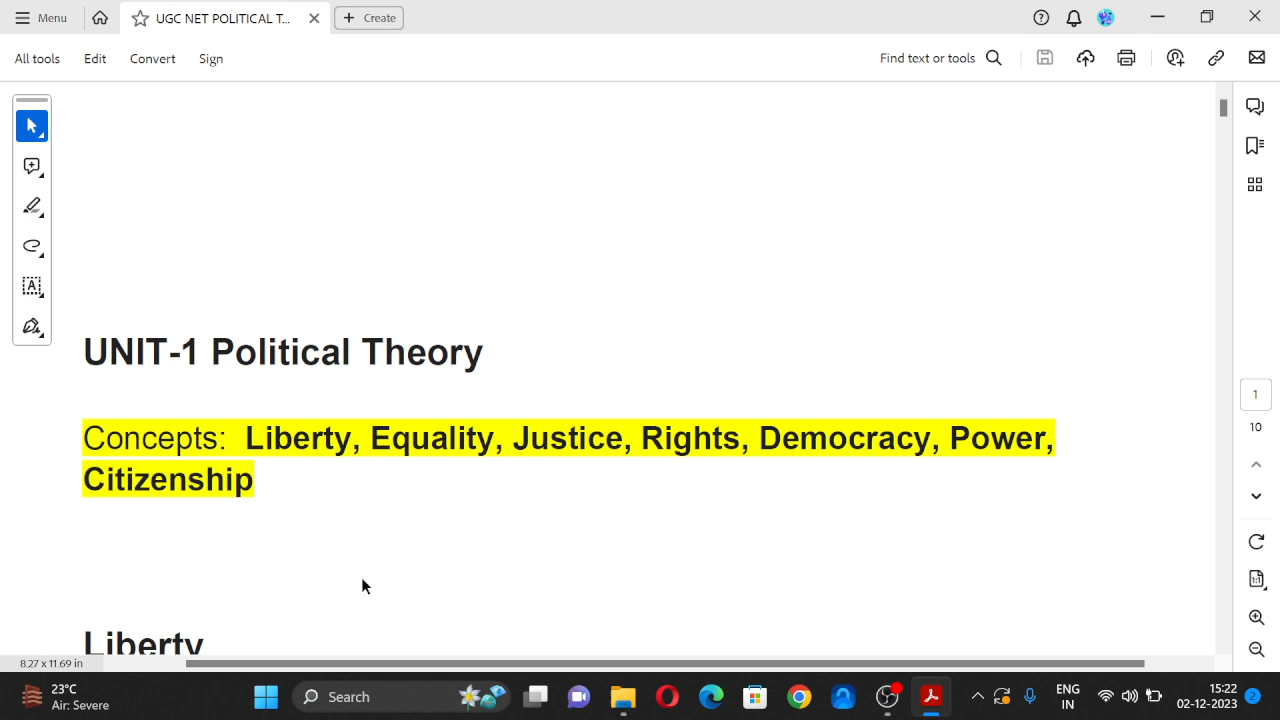 Menu
UGC NET POLITICAL T...
Create
All tools
Edit
Convert
Sign
Find text or tools
UNIT-1 Political Theory
Concepts: Liberty, Equality, Justice, Rights, Democracy, Power,
Citizenship
Liberty
1
10
1:1
8.27 x 11.69 in
23°C
Air: Severe
Search
ENG
IN
15:22
02-12-2023
2